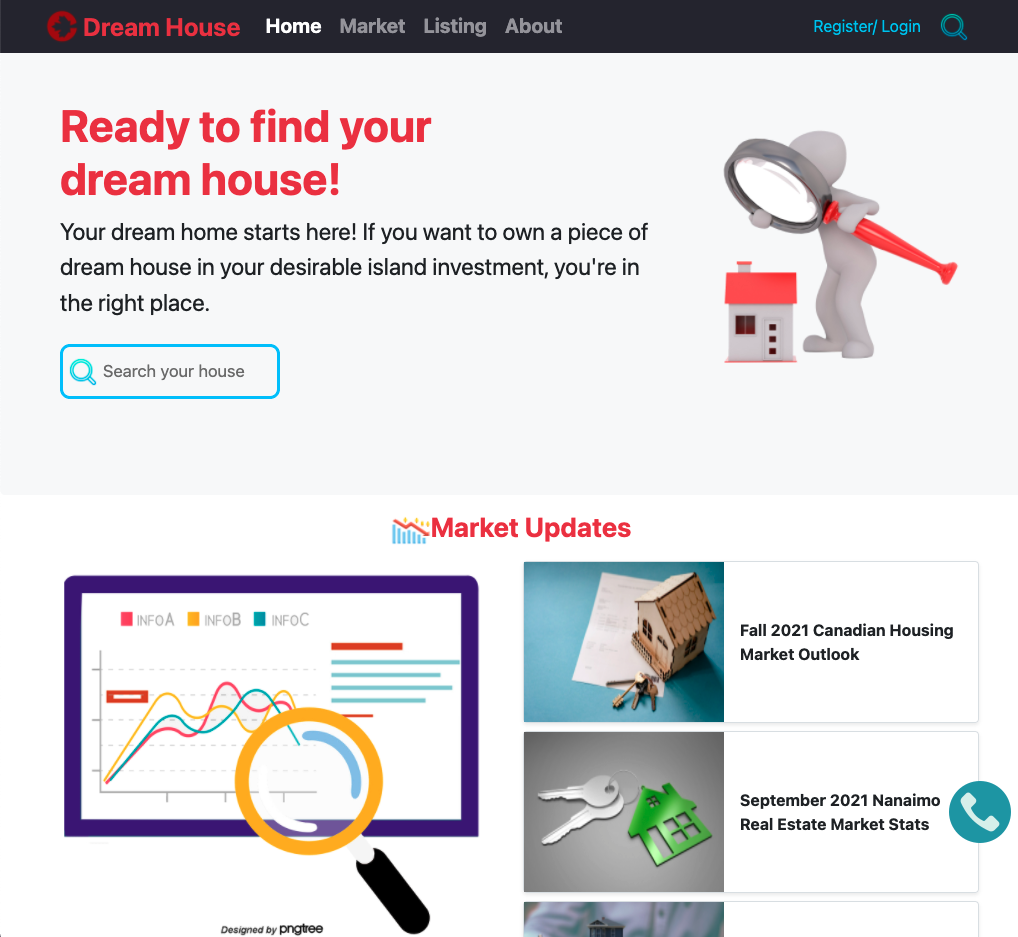 Dream House
Home
Market
Listing
About
Register/ Login
Ready to find your
dream house!
Your dream home starts here! If you want to own a piece of
dream house in your desirable island investment, you're in
the right place.
Search your house
Market Updates
INFOA
INFOB
INFOC
Designed by pngtree
Fall 2021 Canadian Housing
Market Outlook
September 2021 Nanaimo
Real Estate Market Stats